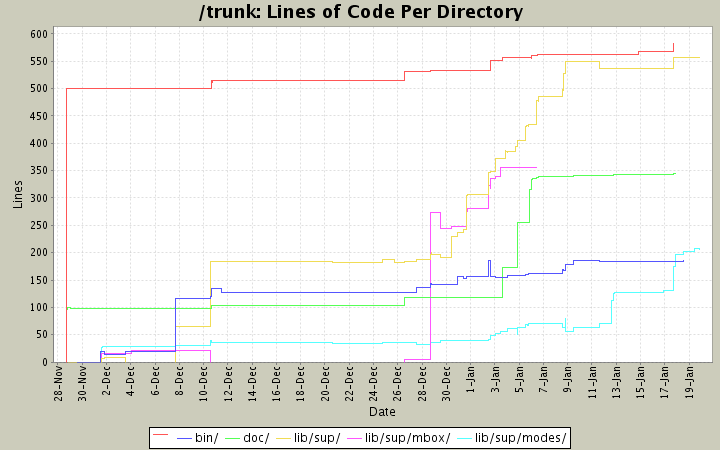 /trunk: Lines of Code Per Directory
600
550
500
450
400
350
300
250
200
150
100
50
0
Lines
28-Nov
30-Nov
2-Dec
4-Dec
6-Dec
8-Dec
10-Dec
12-Dec
14-Dec
16-Dec
18-Dec
20-Dec
22-Dec
24-Dec
26-Dec
28-Dec
30-Dec
1-Jan
3-Jan
5-Jan
7-Jan
9-Jan
11-Jan
13-Jan
15-Jan
17-Jan
19-Jan
Date
bin/ doc/ lib/sup/ lib/sup/mbox/ lib/sup/modes/